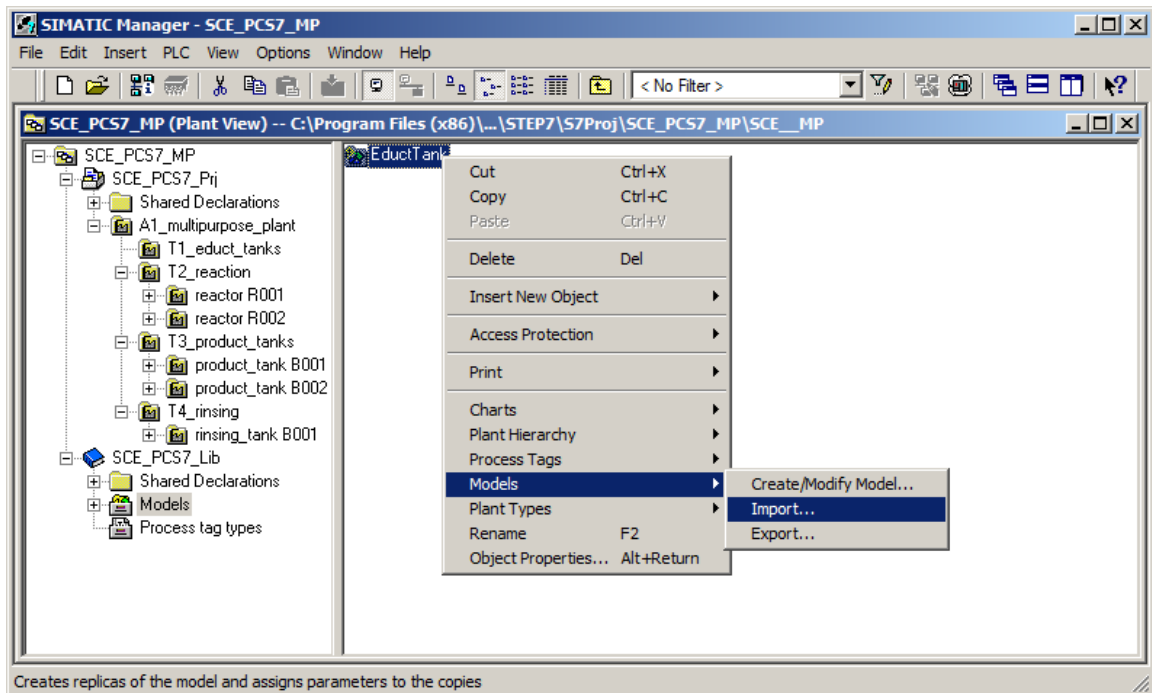 SIMATIC Manager - SCE_PCS7_MP
File Edit Insert PLC View Options Window Help
< No Filter >
SCE_PCS7_MP (Plant View) -- C:\Program Files (x86)\...\STEP7\S7Proj\SCE_PCS7_MP\SCE__MP
SCE_PCS7_MP
SCE_PCS7_Prj
Shared Declarations
A1_multipurpose_plant
T1_educt_tanks
T2_reaction
reactor R001
reactor R002
T3_product_tanks
product_tank B001
product_tank B002
T4_rinsing
rinsing_tank B001
SCE_PCS7_Lib
Shared Declarations
Models
Process tag types
EductTank
Cut Ctrl+X
Copy Ctrl+C
Paste Ctrl+V
Delete Del
Insert New Object
Access Protection
Print
Charts
Plant Hierarchy
Process Tags
Models
Plant Types
Rename F2
Object Properties... Alt+Return
Create/Modify Model...
Import...
Export...
Creates replicas of the model and assigns parameters to the copies